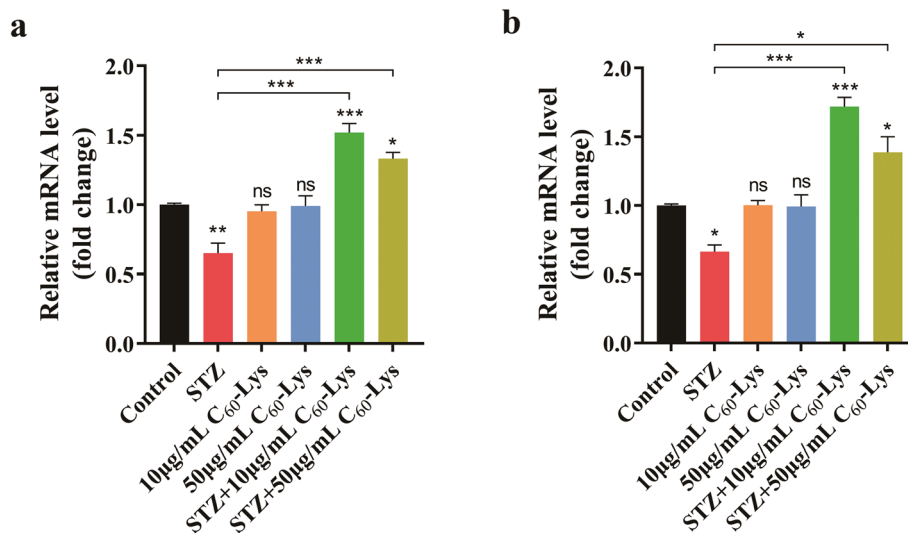 a
Relative mRNA level
(fold change)
2.0
1.5
1.0
0.5
0.0
***
***
**
ns
ns
***
*
Control
STZ
10μg/mL C₆₀-Lys
50μg/mL C₆₀-Lys
STZ+10μg/mL C₆₀-Lys
STZ+50μg/mL C₆₀-Lys
b
Relative mRNA level
(fold change)
2.0
1.5
1.0
0.5
0.0
*
***
*
ns
ns
***
*
Control
STZ
10μg/mL C₆₀-Lys
50μg/mL C₆₀-Lys
STZ+10μg/mL C₆₀-Lys
STZ+50μg/mL C₆₀-Lys